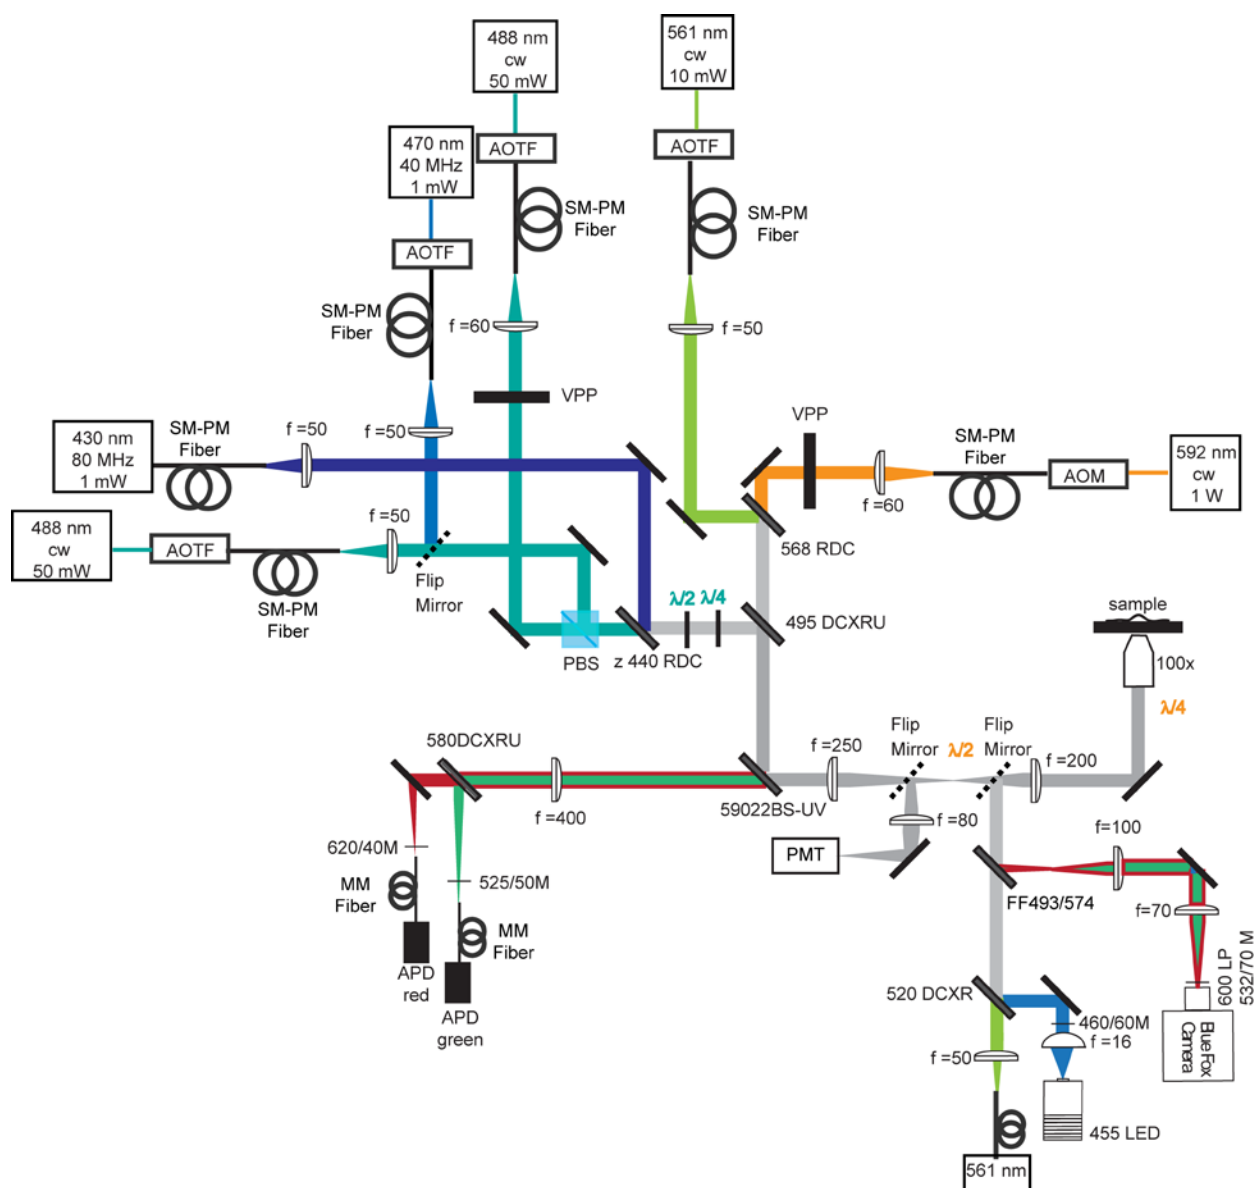 488 nm
cw
50 mW
561 nm
cw
10 mW
470 nm
40 MHz
1 mW
AOTF
AOTF
SM-PM
Fiber
SM-PM
Fiber
AOTF
SM-PM
Fiber
f =60
f =50
VPP
VPP
430 nm
80 MHz
1 mW
SM-PM
Fiber
f =50
f =50
SM-PM
Fiber
AOM
592 nm
cw
1 W
f =60
568 RDC
488 nm
cw
50 mW
AOTF
f =50
SM-PM
Fiber
Flip
Mirror
λ/2 λ/4
PBS
z 440 RDC
495 DCXRU
sample
100x
λ/4
580DCXRU
f =400
59022BS-UV
f =250
Flip
Mirror
λ/2
Flip
Mirror
f =200
f =80
PMT
f=100
FF493/574
f=70
620/40M
MM
Fiber
525/50M
MM
Fiber
APD
red
APD
green
520 DCXR
460/60M
f =16
f =50
455 LED
561 nm
600 LP
532/70 M
BlueFox
Camera